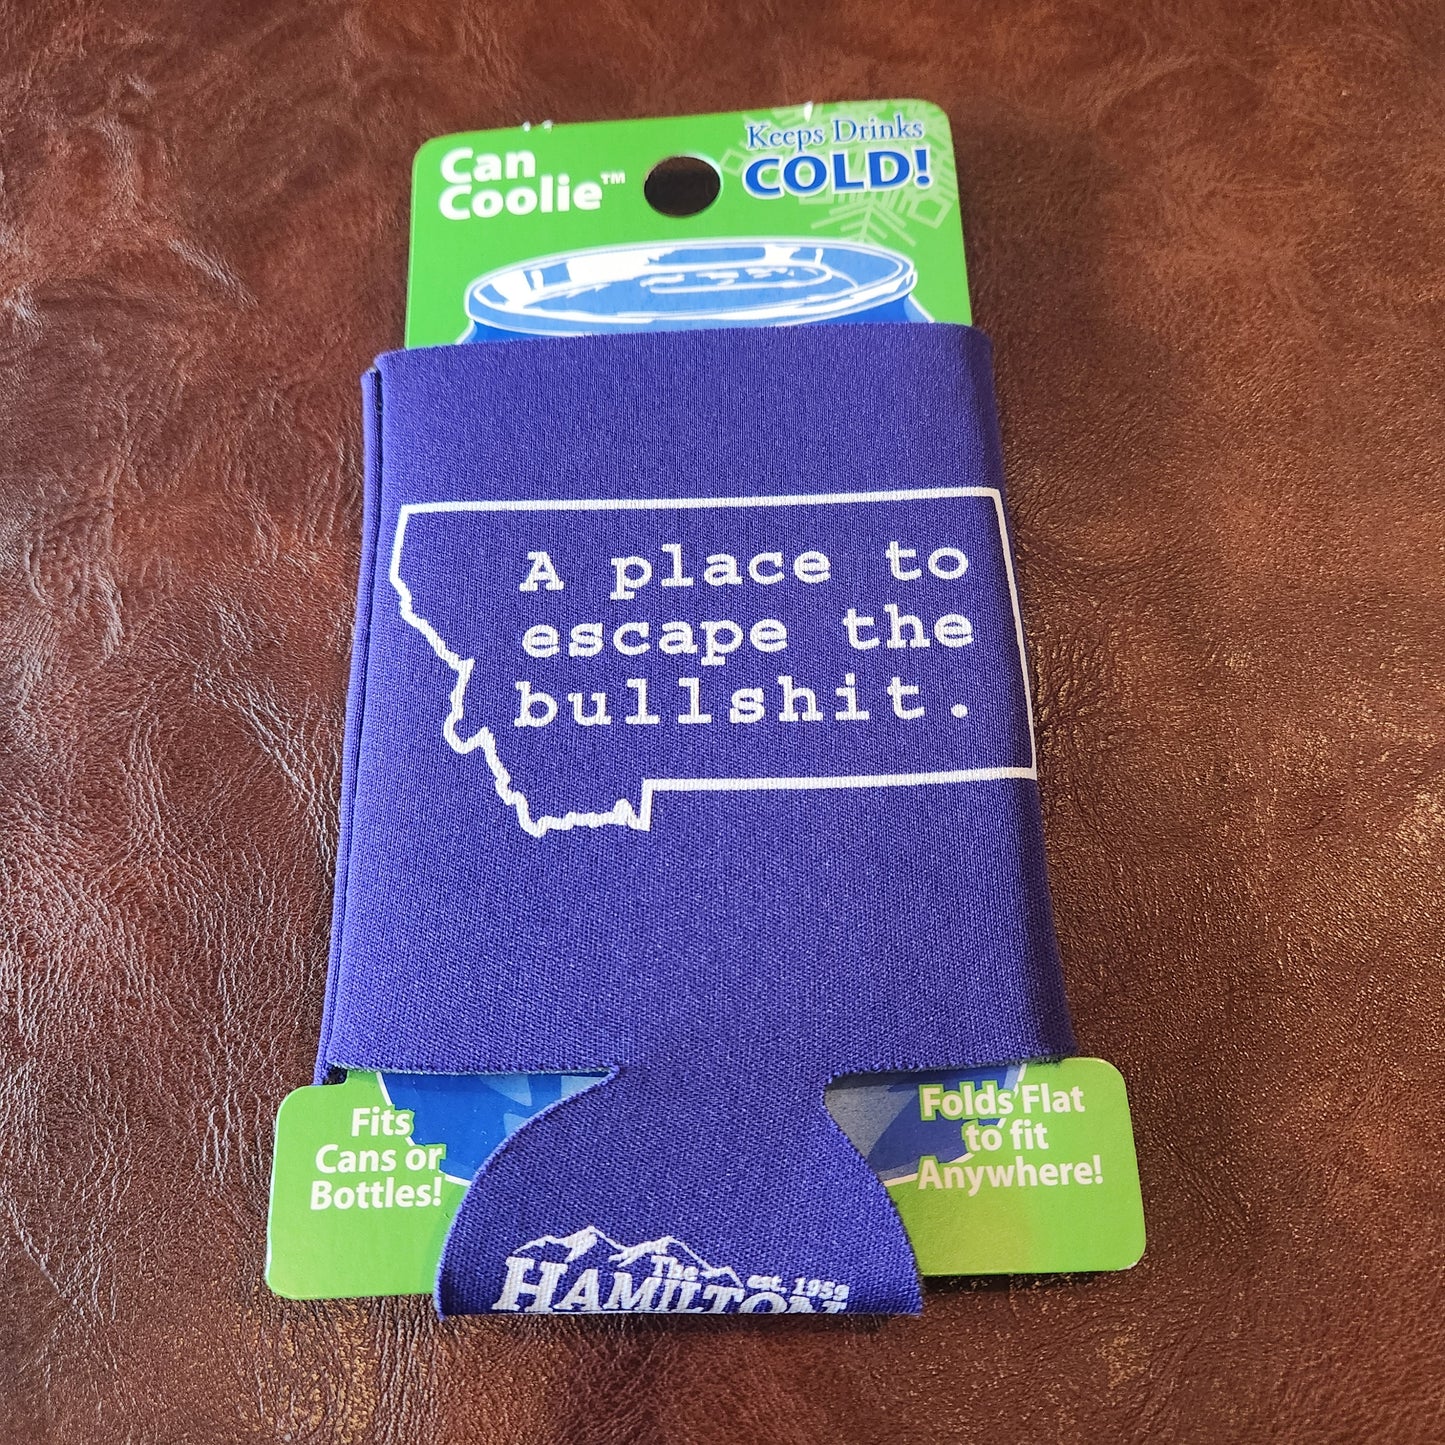 Can
Coolie™
Keeps Drinks
COLD!
A place to
escape the
bullshit.
Fits
Cans or
Bottles!
Folds Flat
to fit
Anywhere!
The est. 1959
HAMILTON